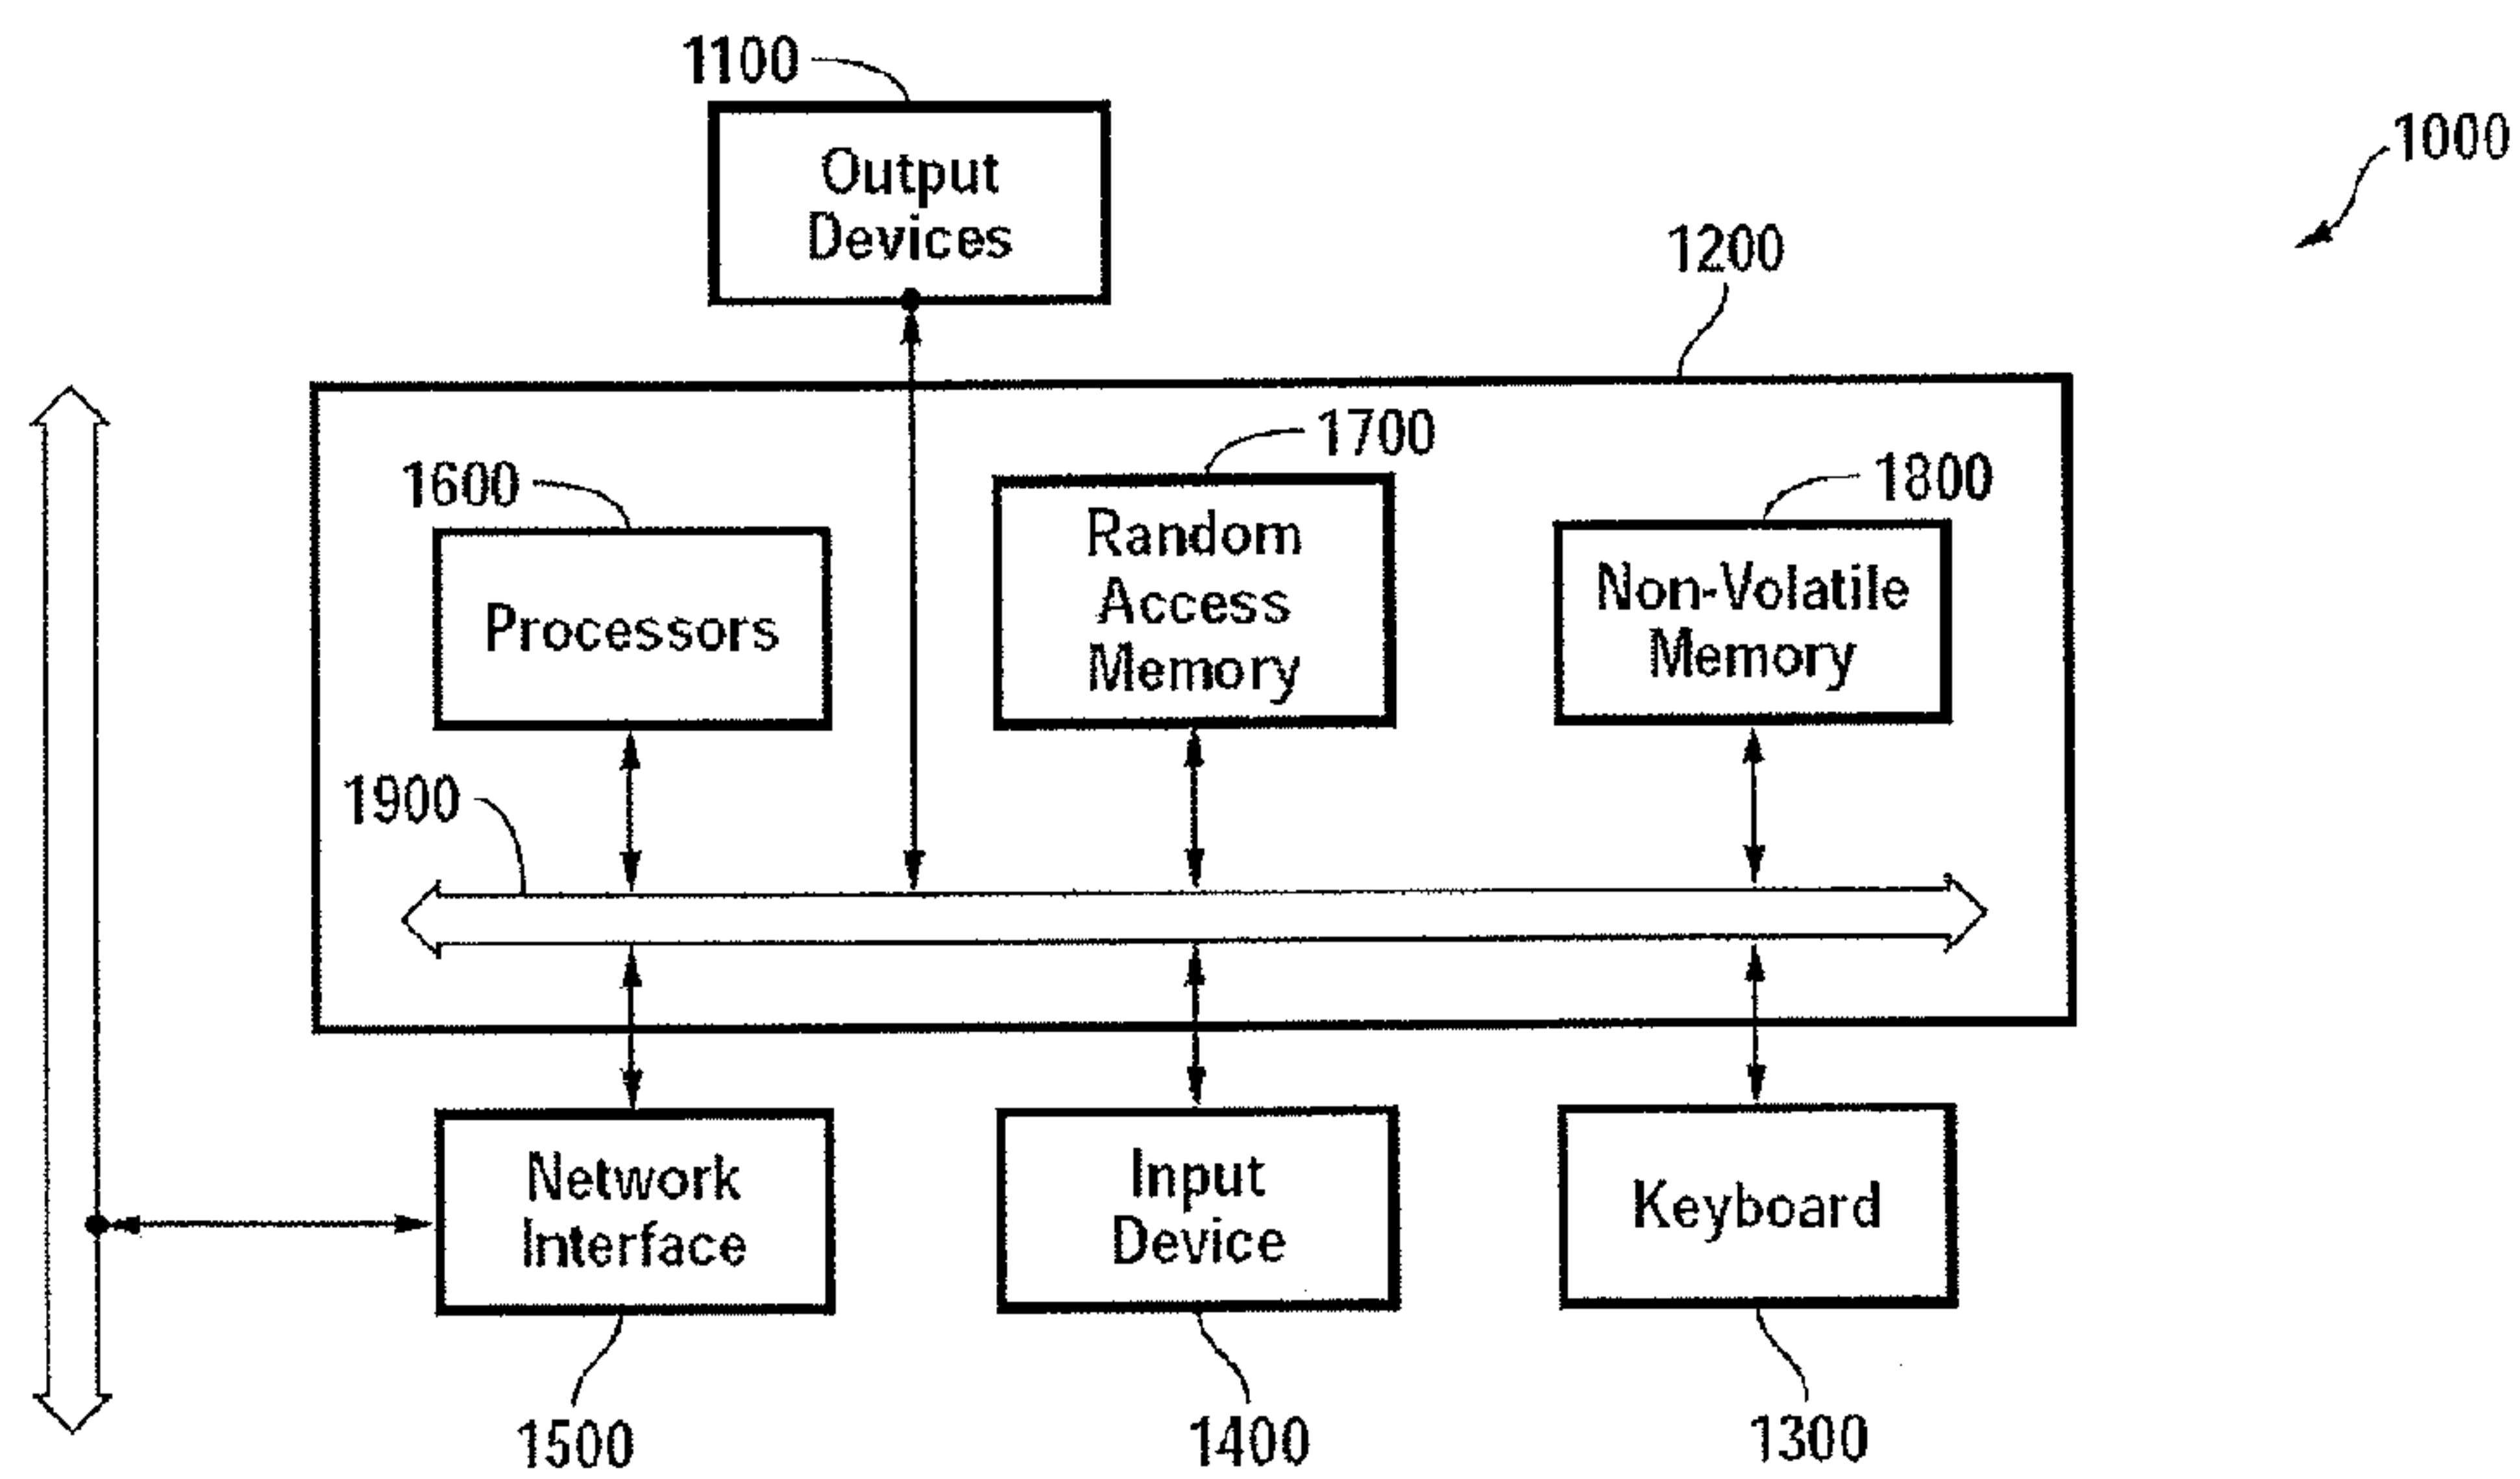 1100
Output
Devices
1000
1200
1700
1600
1800
Random
Access
Memory
Non-Volatile
Memory
Processors
1900
Network
Interface
Input
Device
Keyboard
1500
1400
1300